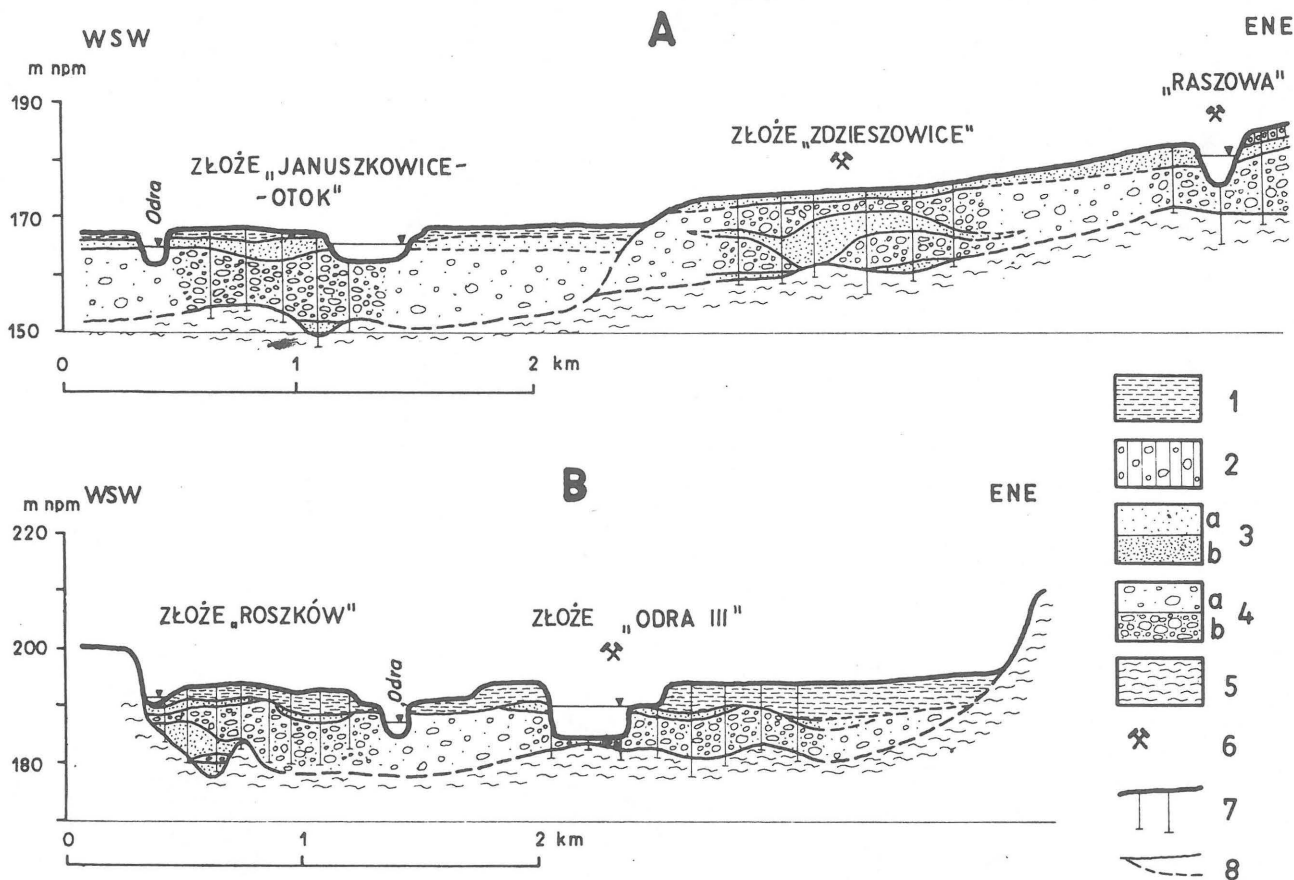 A
WSW
ENE
m npm
190
170
150
ZŁOŻE „JANUSZKOWICE-
-OTOK"
Odra
ZŁOŻE „ZDZIESZOWICE"
„RASZOWA"
0
1
2 km
B
WSW
ENE
m npm
220
200
180
ZŁOŻE „ROSZKÓW"
Odra
ZŁOŻE „ODRA III"
0
1
2 km
1
2
a
b
3
a
b
4
5
6
7
8